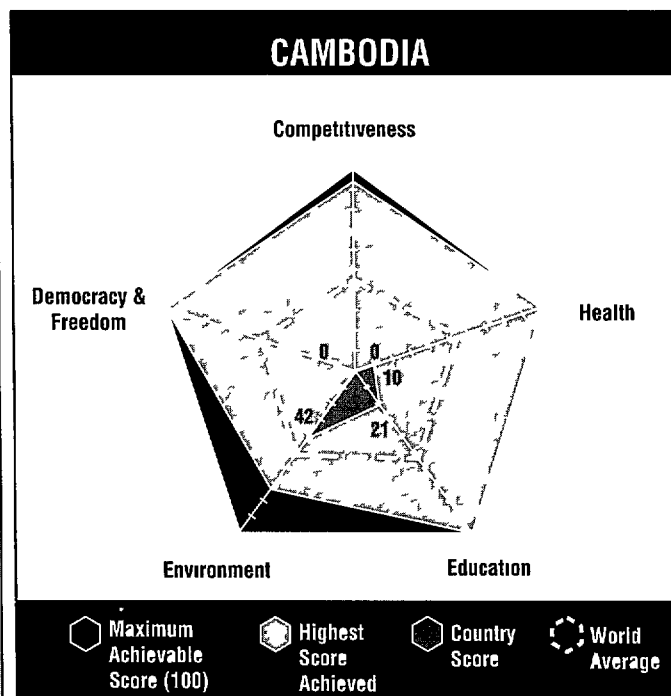 CAMBODIA
Competitiveness
Democracy &
Freedom
Health
0
0
10
42
21
Environment
Education
Maximum
Achievable
Score (100)
Highest
Score
Achieved
Country
Score
World
Average